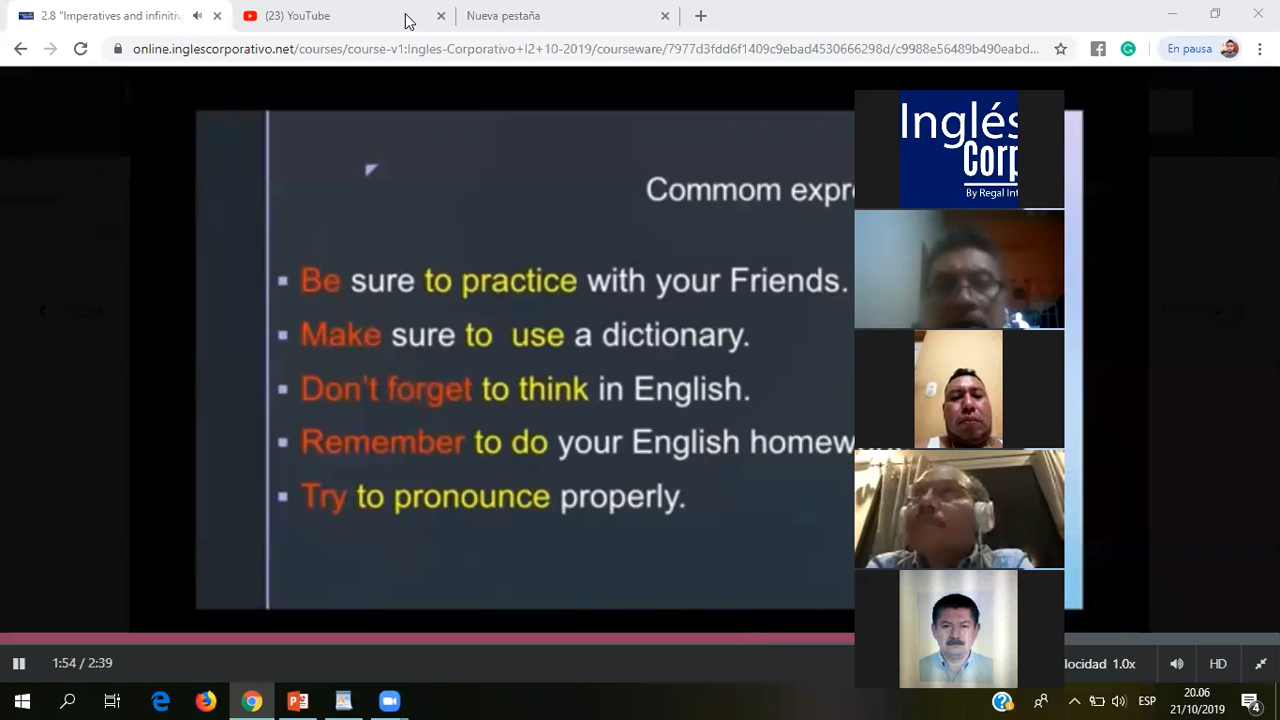 2.8 "Imperatives and infinitiv
(23) YouTube
Nueva pestaña
online.inglescorporativo.net/courses/course-v1:Ingles-Corporativo+I2+10-2019/courseware/7977d3fdd6f1409c9ebad4530666298d/c9988e56489b490eabd...
En pausa
Commom expre
Be sure to practice with your Friends.
Make sure to use a dictionary.
Don't forget to think in English.
Remember to do your English homew
Try to pronounce properly.
Inglés
Corp
By Regal Int
1:54 / 2:39
locidad 1.0x
HD
ESP
20.06
21/10/2019
4